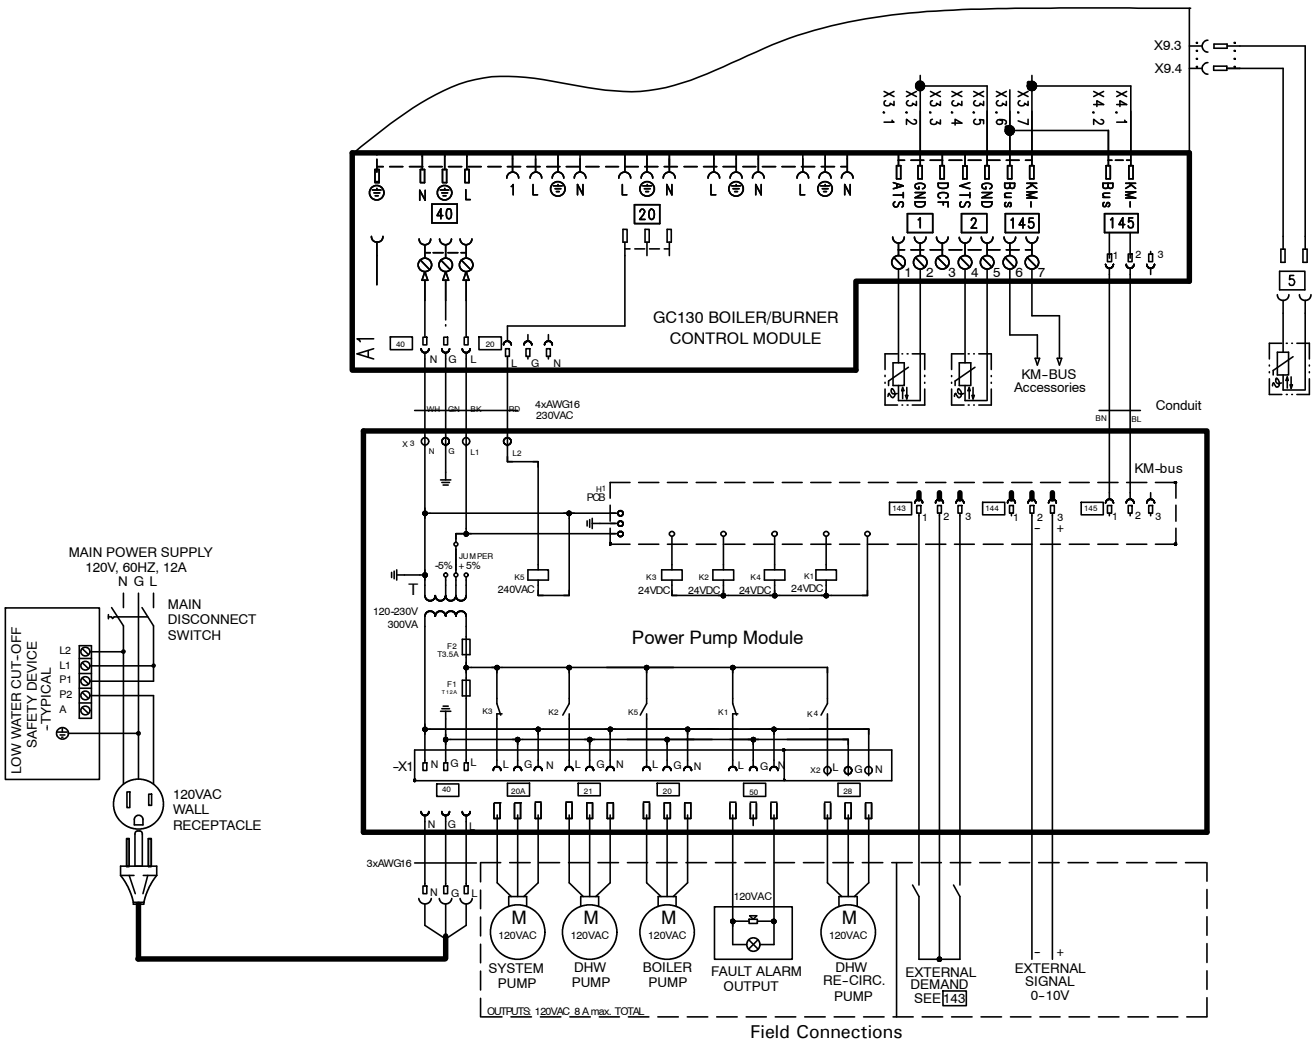 X9.3
X9.4
X3.1
X3.2
X3.3
X3.4
X3.5
X3.6
X3.7
X4.2
X4.1
N L
1 L N
L N
L
N
L N
ATS
GND
DCF
VTS
GND
Bus
KM-
Bus
KM-
40
20
1
2
145
145
1 2 3
1 2 3 4 5 6 7
5
GC130 BOILER/BURNER
CONTROL MODULE
A1
40
N G L
20
L G N
KM-BUS
Accessories
WH GN BK RD
4xAWG16
230VAC
Conduit
BN BL
X3
N G L1 L2
KM-bus
H1
PCB
143
1 2 3
144
1 2 3
- +
145
1 2 3
JUMPER
-5% +5%
T
120-230V
300VA
K5
240VAC
K3
24VDC
K2
24VDC
K4
24VDC
K1
24VDC
Power Pump Module
F2
T3.5A
F1
T12A
K3
K2
K5
K1
K4
-X1
N G L
L G N
L G N
L G N
L G N
X2 L G N
40
20A
21
20
50
28
N G L
MAIN POWER SUPPLY
120V, 60HZ, 12A
N G L
MAIN
DISCONNECT
SWITCH
LOW WATER CUT-OFF
SAFETY DEVICE
-TYPICAL
L2
L1
P1
P2
A
120VAC
WALL
RECEPTACLE
3xAWG16
N G L
M
120VAC
SYSTEM
PUMP
M
120VAC
DHW
PUMP
M
120VAC
BOILER
PUMP
120VAC
FAULT ALARM
OUTPUT
M
120VAC
DHW
RE-CIRC.
PUMP
EXTERNAL
DEMAND
SEE 143
- +
EXTERNAL
SIGNAL
0-10V
OUTPUTS: 120VAC 8 A max. TOTAL
Field Connections